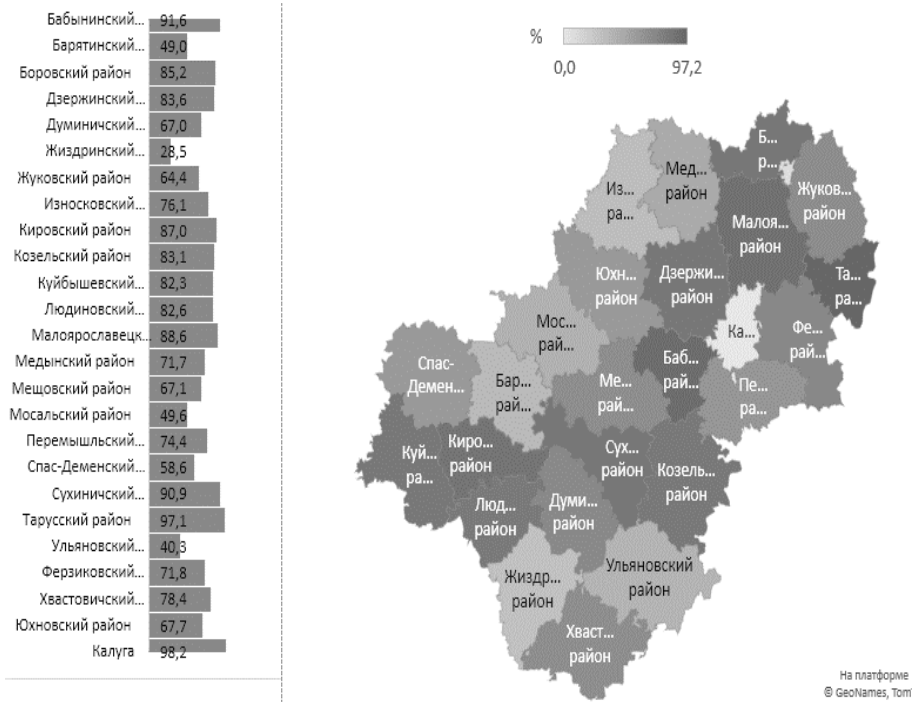 Бабынинский... 91,6
Барятинский... 49,0
Боровский район 85,2
Дзержинский... 83,6
Думиничский... 67,0
Жиздринский... 28,5
Жуковский район 64,4
Износковский... 76,1
Кировский район 87,0
Козельский район 83,1
Куйбышевский... 82,3
Людиновский... 82,6
Малоярославецк... 88,6
Медынский район 71,7
Мещовский район 67,1
Мосальский район 49,6
Перемышльский... 74,4
Спас-Деменский... 58,6
Сухиничский... 90,9
Тарусский район 97,1
Ульяновский... 40,3
Ферзиковский... 71,8
Хвастовичский... 78,4
Юхновский район 67,7
Калуга 98,2
%
0,0 97,2
Б...
р...
Мед...
район
Из...
ра...
Жуков...
район
Малоя...
район
Юхн...
район
Дзержи...
район
Та...
ра...
Мос...
рай...
Ка...
Фе...
рай...
Спас-
Демен...
Бар...
рай...
Баб...
рай...
Ме...
рай...
Пе...
ра...
Куй...
ра...
Киро...
район
Сух...
район
Козель...
район
Люд...
район
Думи...
район
Жиздр...
район
Ульяновский
район
Хваст...
район
На платформе
© GeoNames, Tom